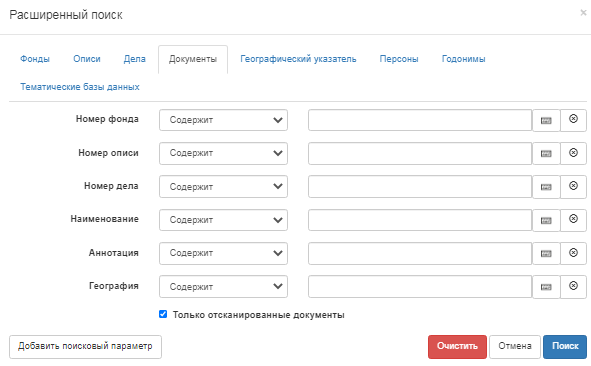 Расширенный поиск ×
Фонды Описи Дела Документы Географический указатель Персоны Годонимы
Тематические базы данных
Номер фонда Содержит
Номер описи Содержит
Номер дела Содержит
Наименование Содержит
Аннотация Содержит
География Содержит
Только отсканированные документы
Добавить поисковый параметр Очистить Отмена Поиск